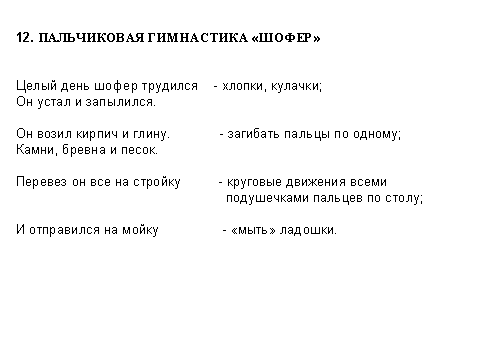 12. ПАЛЬЧИКОВАЯ ГИМНАСТИКА «ШОФЕР»
Целый день шофер трудился - хлопки, кулачки;
Он устал и запылился.
Он возил кирпич и глину. - загибать пальцы по одному;
Камни, бревна и песок.
Перевез он все на стройку - круговые движения всеми
подушечками пальцев по столу;
И отправился на мойку - «мыть» ладошки.